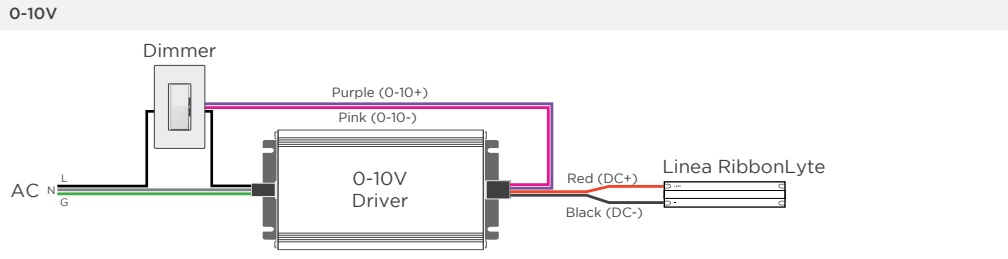 0-10V
Dimmer
Purple (0-10+)
Pink (0-10-)
0-10V
Driver
Linea RibbonLyte
Red (DC+)
Black (DC-)
AC
L
N
G